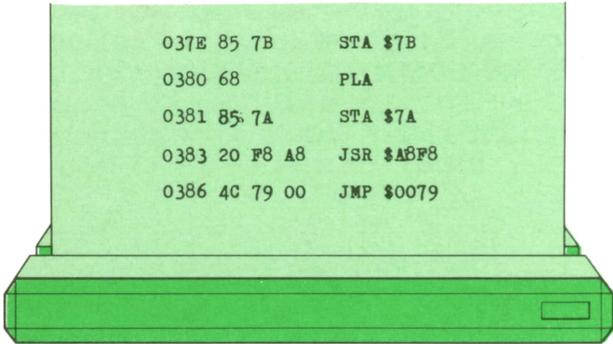 037E 85 7B STA $7B
0380 68 PLA
0381 85 7A STA $7A
0383 20 F8 A8 JSR $A8F8
0386 4C 79 00 JMP $0079